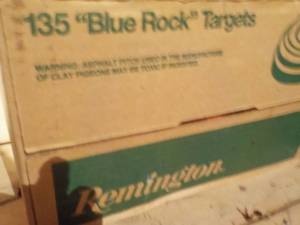 135 "Blue Rock" Targets
WARNING: ASPHALT PITCH USED IN THE MANUFACTURE
OF CLAY PIGEONS MAY BE TOXIC IF INGESTED.
Remington